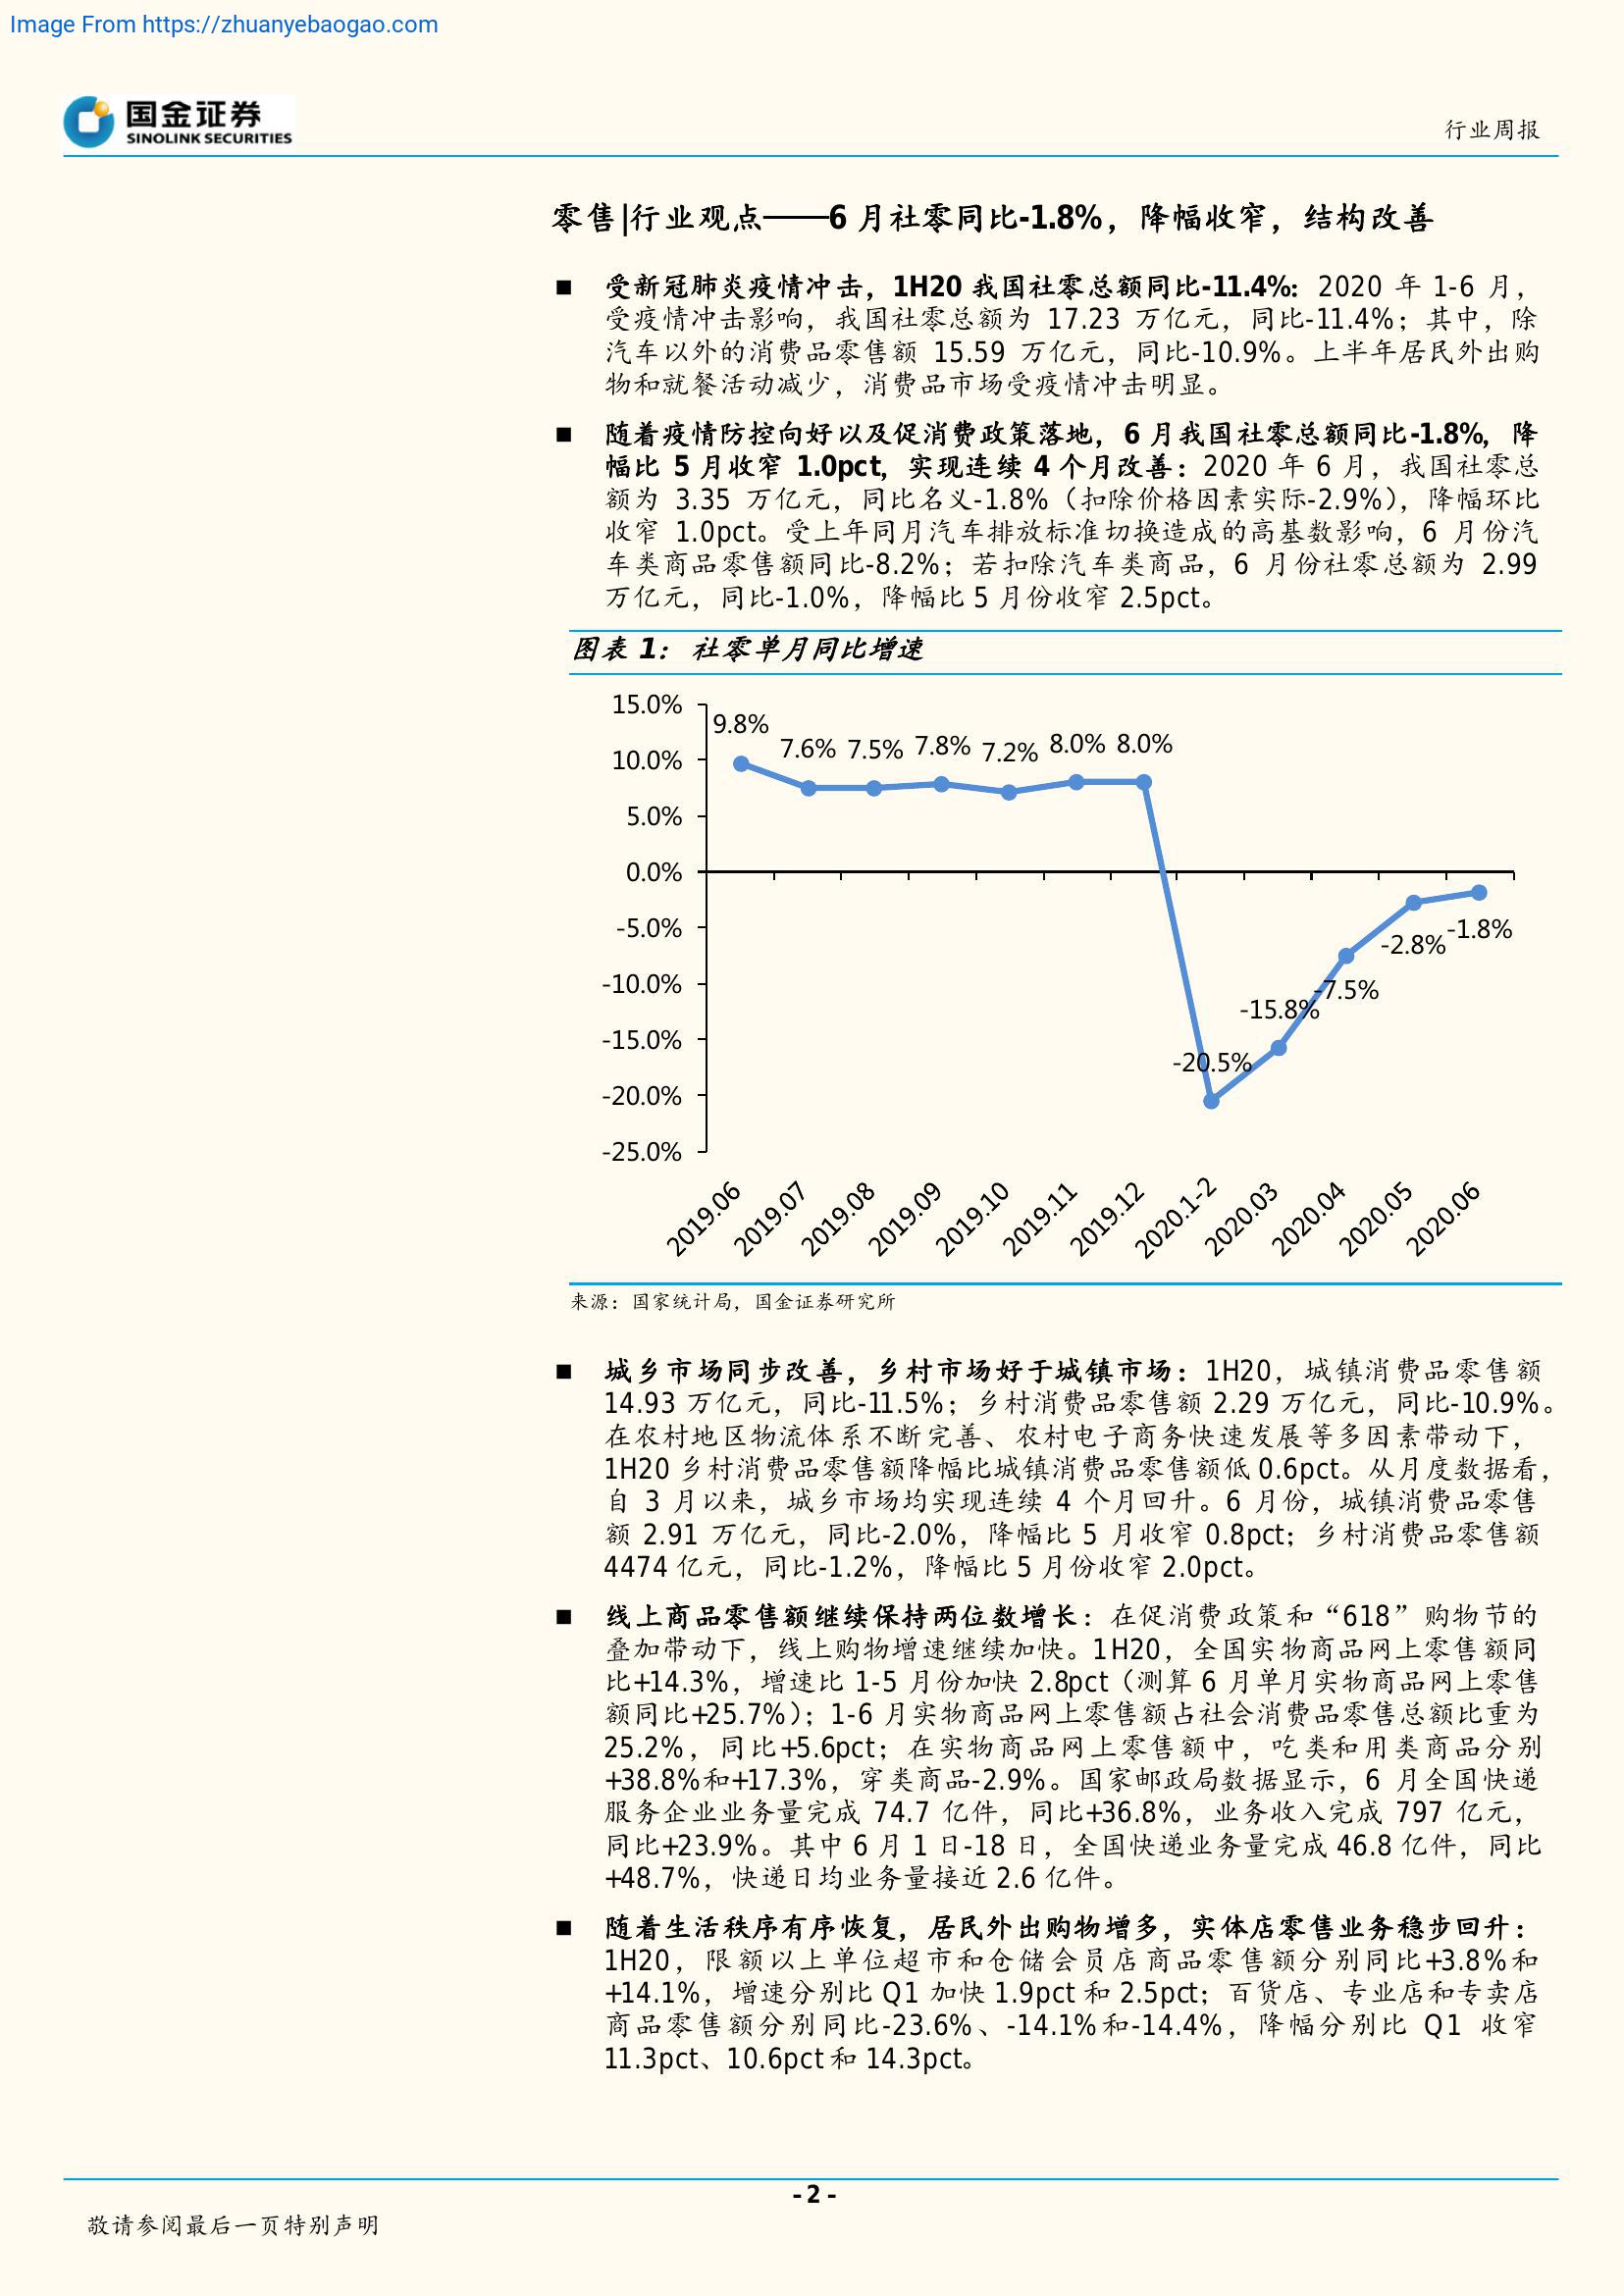 Image From https://zhuanyebaogao.com
国金证券
SINOLINK SECURITIES
行业周报
零售|行业观点——6 月社零同比-1.8%，降幅收窄，结构改善
■ 受新冠肺炎疫情冲击，1H20 我国社零总额同比-11.4%：2020 年 1-6 月，
受疫情冲击影响，我国社零总额为 17.23 万亿元，同比-11.4%；其中，除
汽车以外的消费品零售额 15.59 万亿元，同比-10.9%。上半年居民外出购
物和就餐活动减少，消费品市场受疫情冲击明显。
■ 随着疫情防控向好以及促消费政策落地，6 月我国社零总额同比-1.8%，降
幅比 5 月收窄 1.0pct，实现连续 4 个月改善：2020 年 6 月，我国社零总
额为 3.35 万亿元，同比名义-1.8%（扣除价格因素实际-2.9%），降幅环比
收窄 1.0pct。受上年同月汽车排放标准切换造成的高基数影响，6 月份汽
车类商品零售额同比-8.2%；若扣除汽车类商品，6 月份社零总额为 2.99
万亿元，同比-1.0%，降幅比 5 月份收窄 2.5pct。
图表 1：社零单月同比增速
15.0%
10.0%
5.0%
0.0%
-5.0%
-10.0%
-15.0%
-20.0%
-25.0%
9.8%
7.6%
7.5%
7.8%
7.2%
8.0%
8.0%
-20.5%
-15.8%
-7.5%
-2.8%
-1.8%
2019.06
2019.07
2019.08
2019.09
2019.10
2019.11
2019.12
2020.1-2
2020.03
2020.04
2020.05
2020.06
来源：国家统计局，国金证券研究所
■ 城乡市场同步改善，乡村市场好于城镇市场：1H20，城镇消费品零售额
14.93 万亿元，同比-11.5%；乡村消费品零售额 2.29 万亿元，同比-10.9%。
在农村地区物流体系不断完善、农村电子商务快速发展等多因素带动下，
1H20 乡村消费品零售额降幅比城镇消费品零售额低 0.6pct。从月度数据看，
自 3 月以来，城乡市场均实现连续 4 个月回升。6 月份，城镇消费品零售
额 2.91 万亿元，同比-2.0%，降幅比 5 月收窄 0.8pct；乡村消费品零售额
4474 亿元，同比-1.2%，降幅比 5 月份收窄 2.0pct。
■ 线上商品零售额继续保持两位数增长：在促消费政策和“618”购物节的
叠加带动下，线上购物增速继续加快。1H20，全国实物商品网上零售额同
比+14.3%，增速比 1-5 月份加快 2.8pct（测算 6 月单月实物商品网上零售
额同比+25.7%）；1-6 月实物商品网上零售额占社会消费品零售总额比重为
25.2%，同比+5.6pct；在实物商品网上零售额中，吃类和用类商品分别
+38.8%和+17.3%，穿类商品-2.9%。国家邮政局数据显示，6 月全国快递
服务企业业务量完成 74.7 亿件，同比+36.8%，业务收入完成 797 亿元，
同比+23.9%。其中 6 月 1 日-18 日，全国快递业务量完成 46.8 亿件，同比
+48.7%，快递日均业务量接近 2.6 亿件。
■ 随着生活秩序有序恢复，居民外出购物增多，实体店零售业务稳步回升：
1H20，限额以上单位超市和仓储会员店商品零售额分别同比+3.8%和
+14.1%，增速分别比 Q1 加快 1.9pct 和 2.5pct；百货店、专业店和专卖店
商品零售额分别同比-23.6%、-14.1%和-14.4%，降幅分别比 Q1 收窄
11.3pct、10.6pct 和 14.3pct。
- 2 -
敬请参阅最后一页特别声明